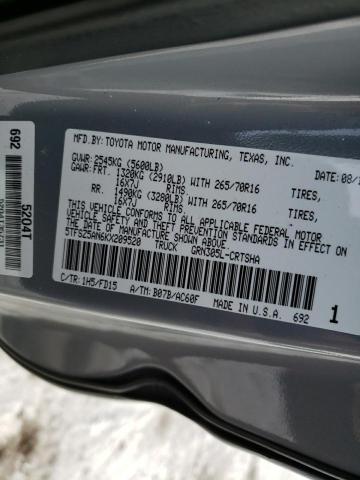 MFD.BY:TOYOTA MOTOR MANUFACTURING, TEXAS, INC.
GVWR: 2545KG (5600LB) DATE: 08/
GAWR: FRT. 1320KG (2910LB) WITH 265/70R16 TIRES,
16X7J RIMS.
RR. 1490KG (3280LB) WITH 265/70R16 TIRES,
16X7J RIMS.
THIS VEHICLE CONFORMS TO ALL APPLICABLE FEDERAL MOTOR
VEHICLE SAFETY, AND THEFT PREVENTION STANDARDS IN EFFECT ON
THE DATE OF MANUFACTURE SHOWN ABOVE.
5TFSZ5AN6KX209520 TRUCK GRN305L-CRTSHA
C/TR: 1H5/FD15 A/TM: B07B/AC60F MADE IN U.S.A. 692 1
692
5204T